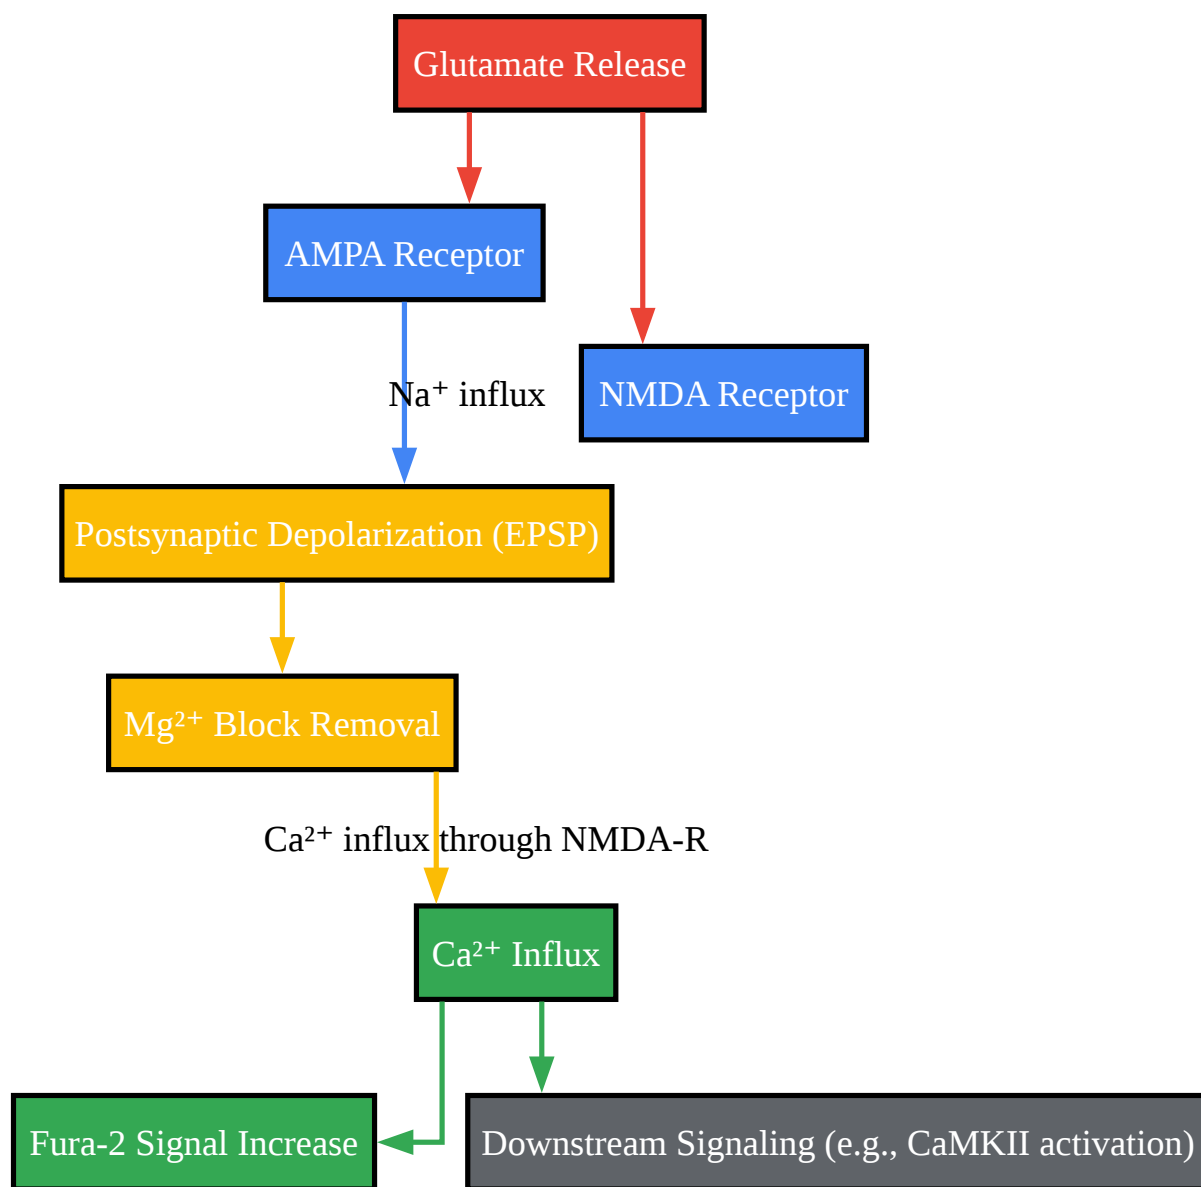 Glutamate Release
AMPA Receptor
Na⁺ influx
NMDA Receptor
Postsynaptic Depolarization (EPSP)
Mg²⁺ Block Removal
Ca²⁺ influx through NMDA-R
Ca²⁺ Influx
Fura-2 Signal Increase
Downstream Signaling (e.g., CaMKII activation)